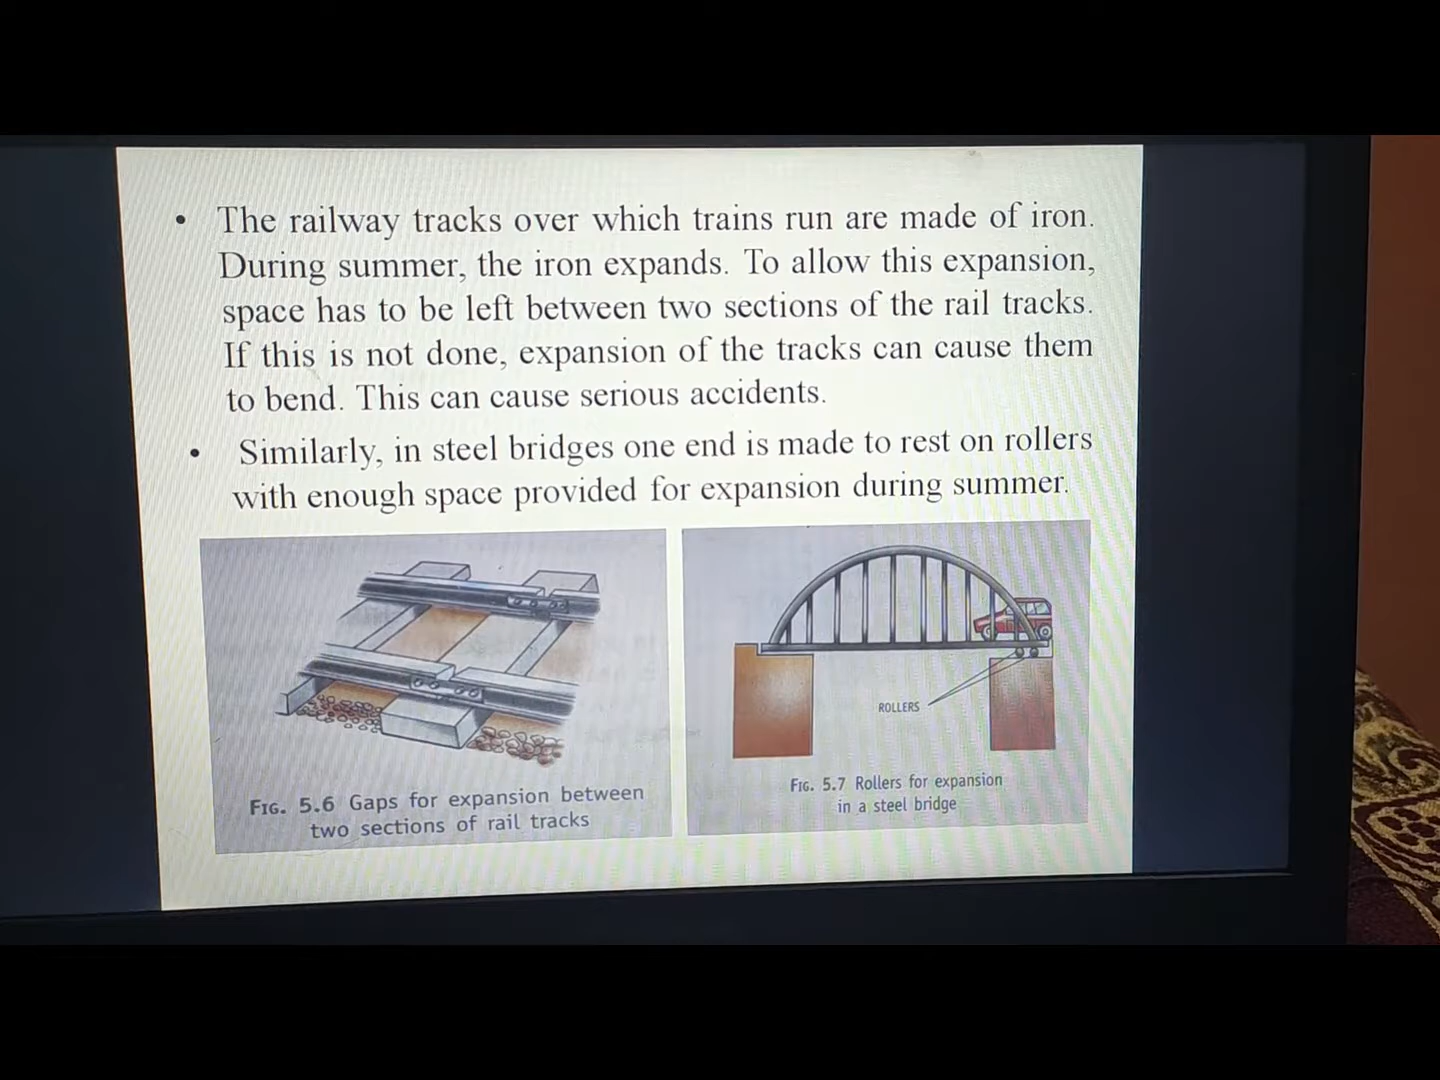 • The railway tracks over which trains run are made of iron.
During summer, the iron expands. To allow this expansion,
space has to be left between two sections of the rail tracks.
If this is not done, expansion of the tracks can cause them
to bend. This can cause serious accidents.
• Similarly, in steel bridges one end is made to rest on rollers
with enough space provided for expansion during summer.
FIG. 5.6 Gaps for expansion between
two sections of rail tracks
ROLLERS
FIG. 5.7 Rollers for expansion
in a steel bridge